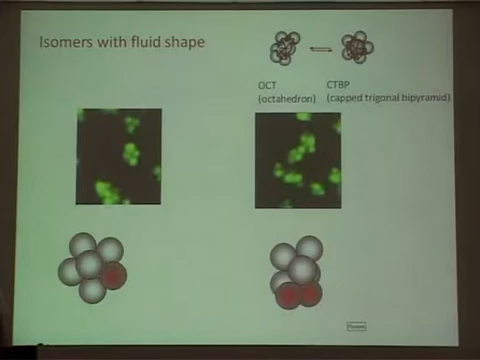 Isomers with fluid shape
OCT
(octahedron)
CTBP
(capped trigonal bipyramid)